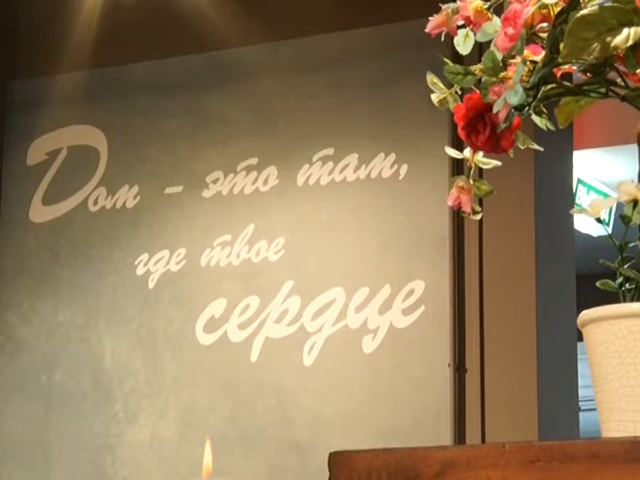 Дом - это там,
где твое
сердце